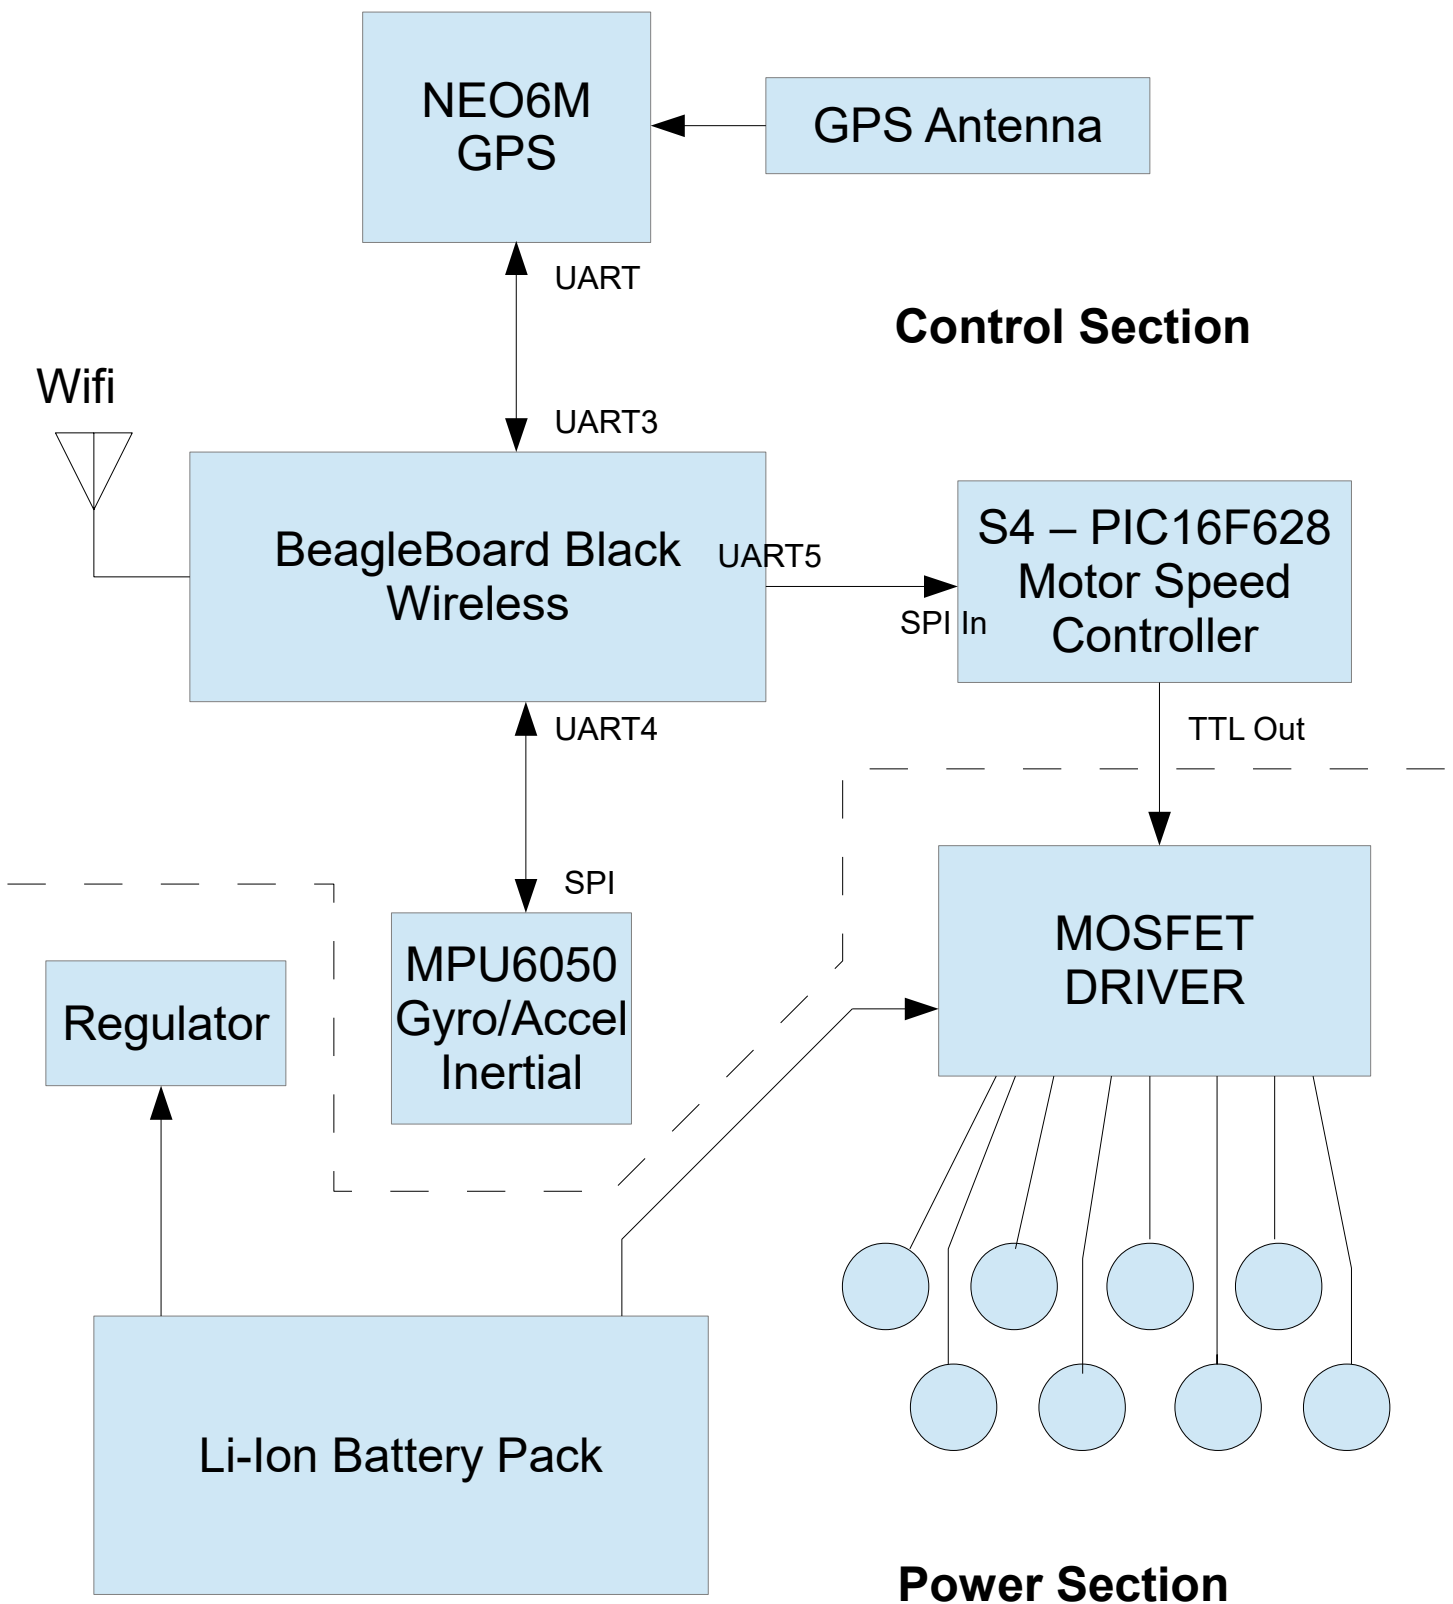 NEO6M
GPS
GPS Antenna
UART
Control Section
Wifi
UART3
BeagleBoard Black
Wireless
UART5
SPI In
S4 – PIC16F628
Motor Speed
Controller
UART4
TTL Out
SPI
MPU6050
Gyro/Accel
Inertial
MOSFET
DRIVER
Regulator
Li-Ion Battery Pack
Power Section